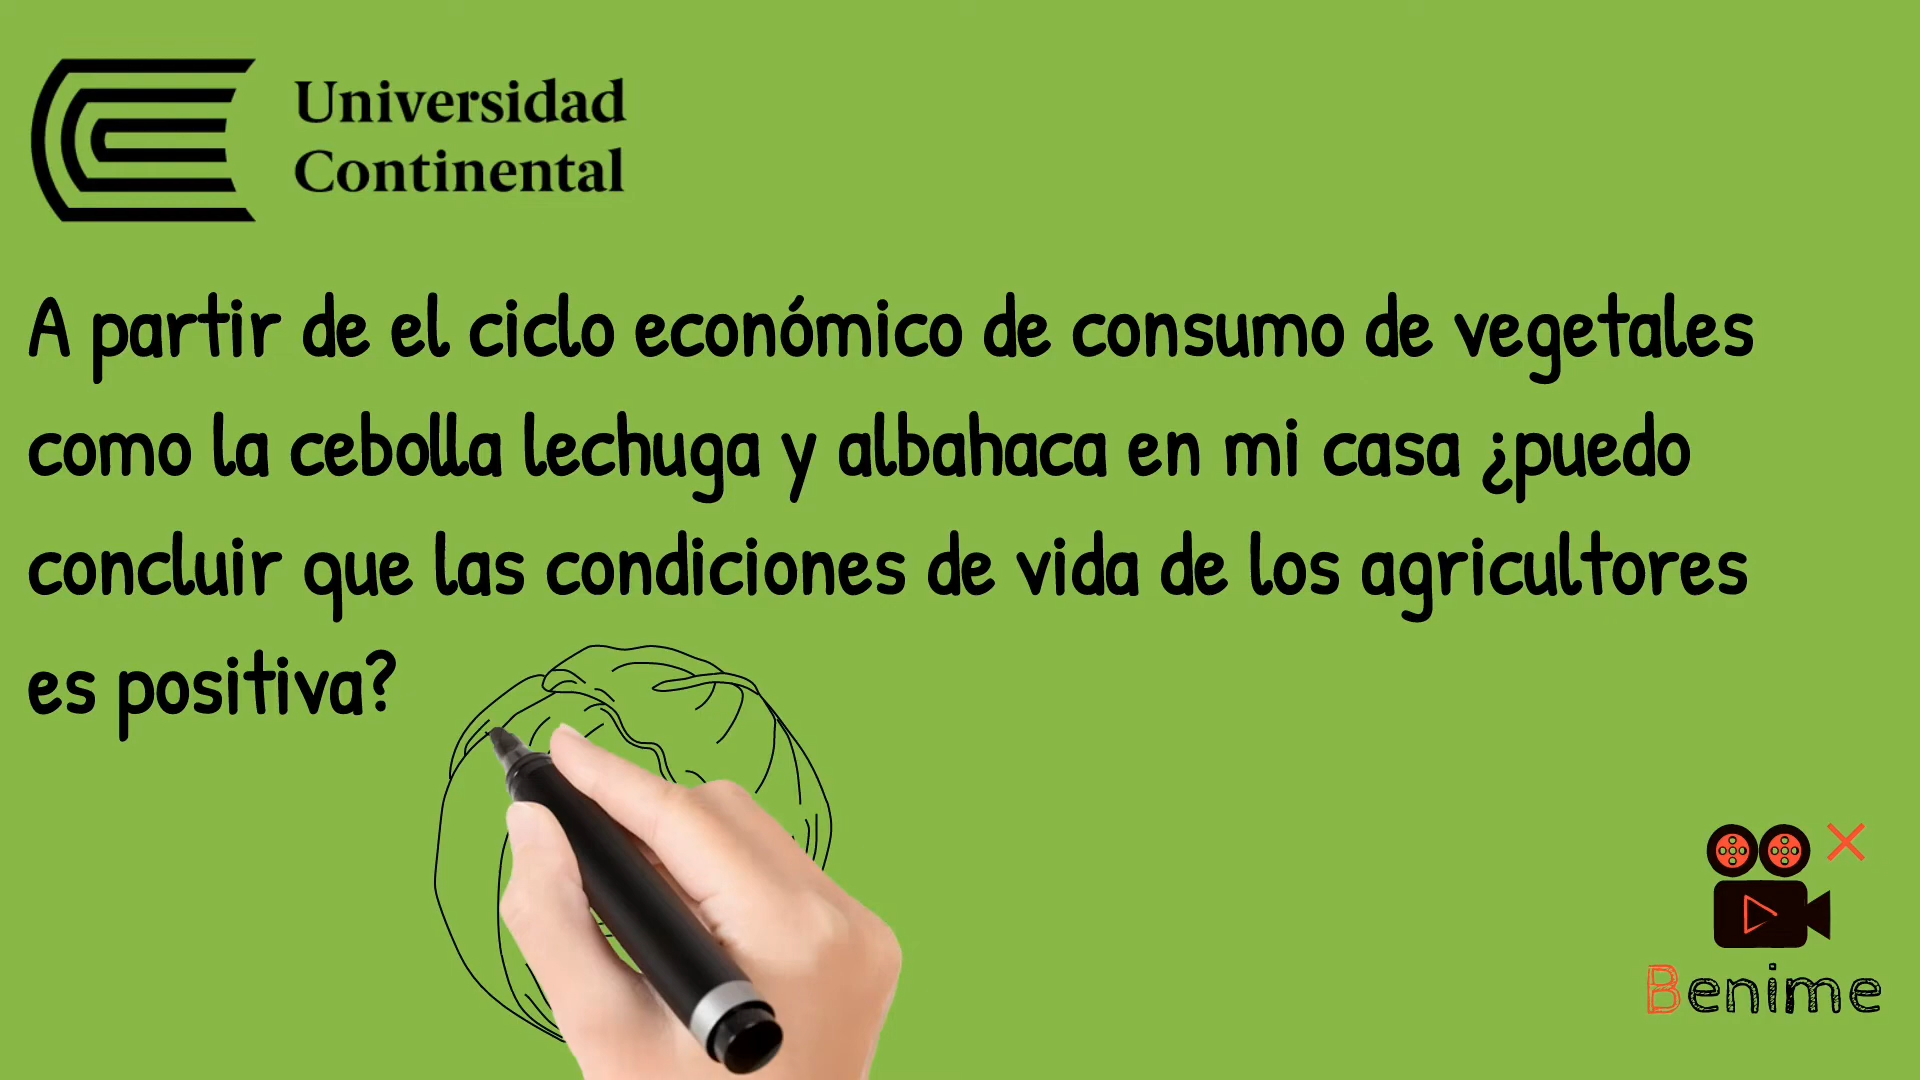 Universidad
Continental
A partir de el ciclo económico de consumo de vegetales
como la cebolla lechuga y albahaca en mi casa ¿puedo
concluir que las condiciones de vida de los agricultores
es positiva?
Benime